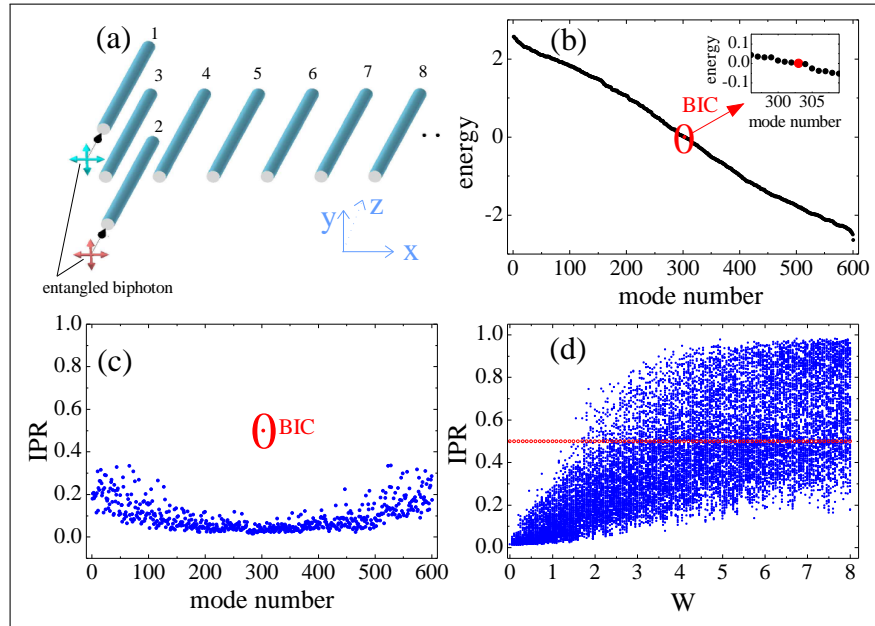 (a)
1
3 4 5 6 7 8
2
..
y z
x
entangled biphoton
(b)
2
0
-2
energy
0 100 200 300 400 500 600
mode number
BIC
energy
0.1
0.0
-0.1
300 305
mode number
(c)
1.0
0.8
0.6
0.4
0.2
0.0
IPR
BIC
0 100 200 300 400 500 600
mode number
(d)
1.0
0.8
0.6
0.4
0.2
0.0
IPR
0 1 2 3 4 5 6 7 8
W